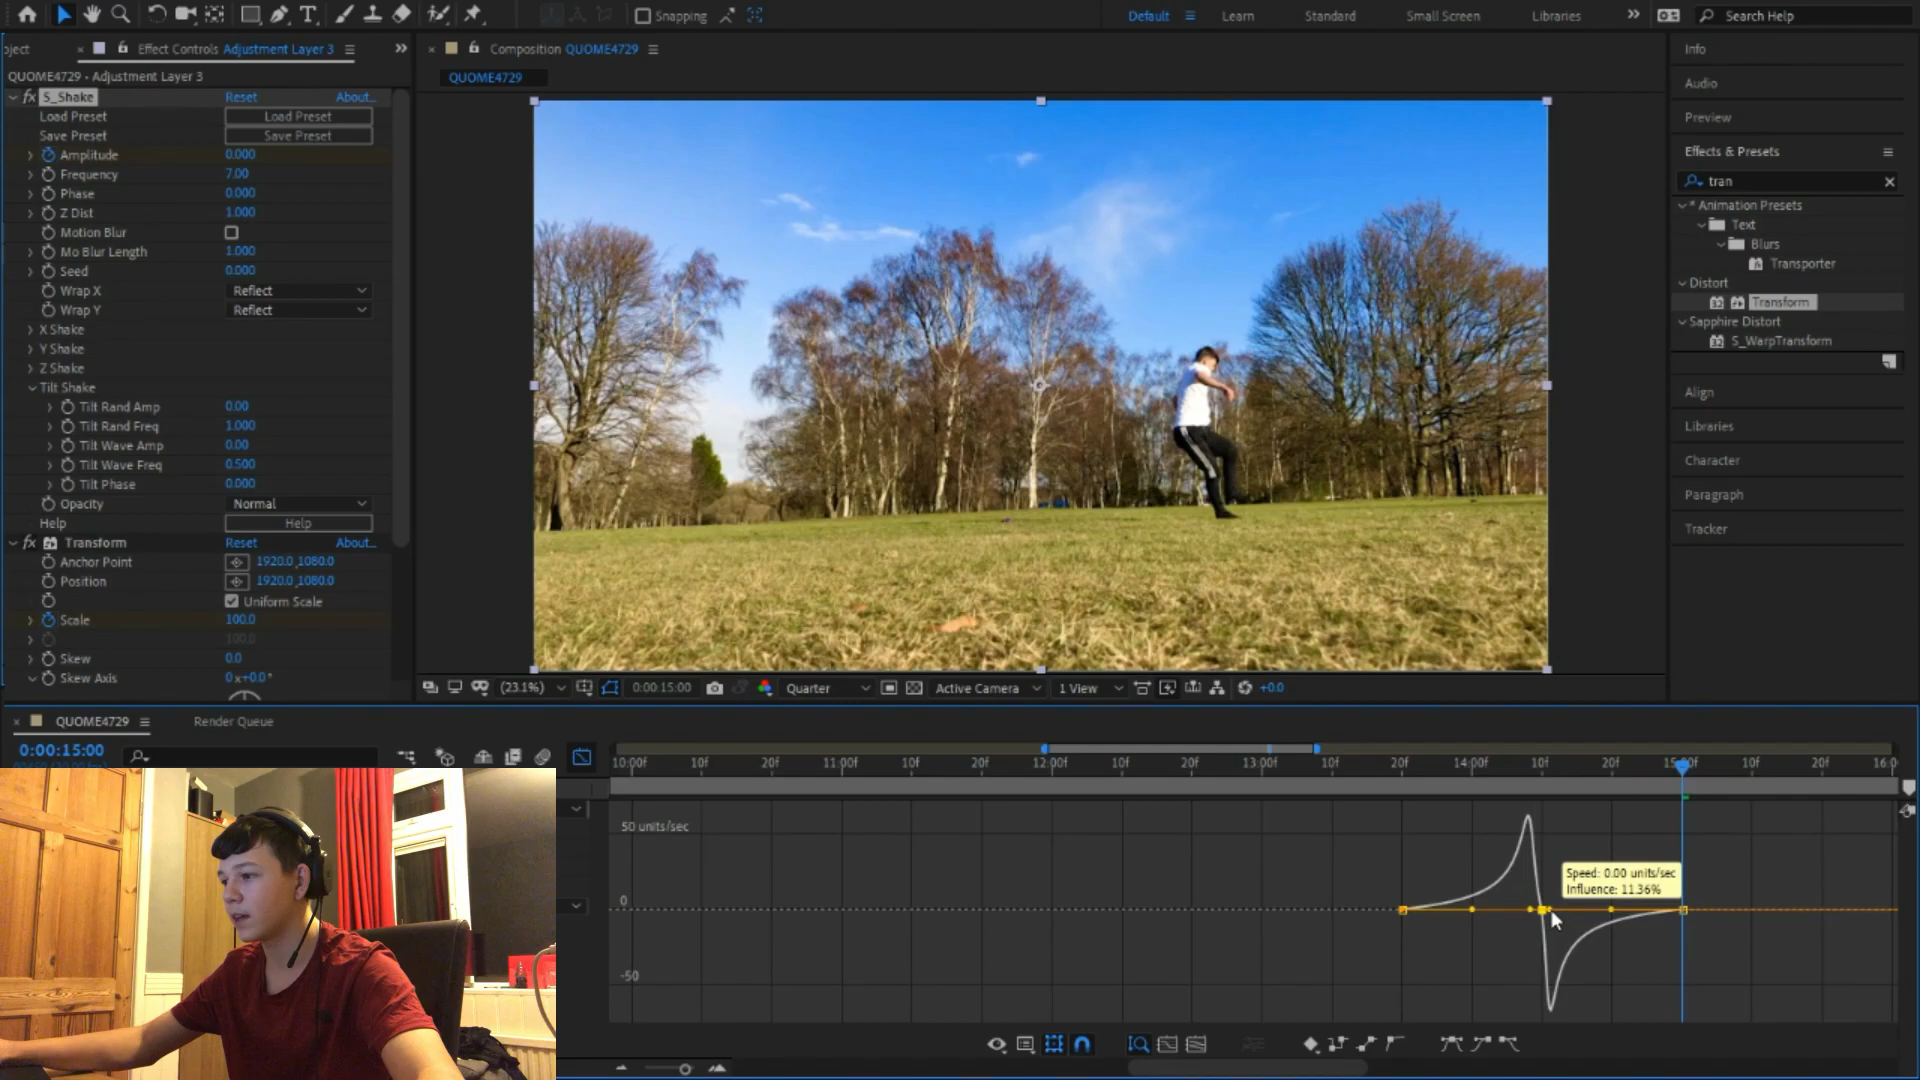 Snapping
Default
Learn
Standard
Small Screen
Libraries
Search Help
oject
Effect Controls Adjustment Layer 3
QUOME4729 • Adjustment Layer 3
fx S_Shake Reset About...
Load Preset Load Preset
Save Preset Save Preset
Amplitude 0.000
Frequency 7.00
Phase 0.000
Z Dist 1.000
Motion Blur
Mo Blur Length 1.000
Seed 0.000
Wrap X Reflect
Wrap Y Reflect
X Shake
Y Shake
Z Shake
Tilt Shake
Tilt Rand Amp 0.00
Tilt Rand Freq 1.000
Tilt Wave Amp 0.00
Tilt Wave Freq 0.500
Tilt Phase 0.000
Opacity Normal
Help Help
fx Transform Reset About...
Anchor Point 1920.0,1080.0
Position 1920.0,1080.0
Uniform Scale
Scale 100.0
100.0
Skew 0.0
Skew Axis 0x+0.0°
Composition QUOME4729
QUOME4729
(23.1%) 0:00:15:00 Quarter Active Camera 1 View +0.0
Info
Audio
Preview
Effects & Presets
tran
* Animation Presets
Text
Blurs
Transporter
Distort
Transform
Sapphire Distort
S_WarpTransform
Align
Libraries
Character
Paragraph
Tracker
QUOME4729
Render Queue
0:00:15:00
10:00f 10f 20f 11:00f 10f 20f 12:00f 10f 20f 13:00f 10f 20f 14:00f 10f 20f 15:00f 10f 20f 16:0
50 units/sec
0
-50
Speed: 0.00 units/sec
Influence: 11.36%